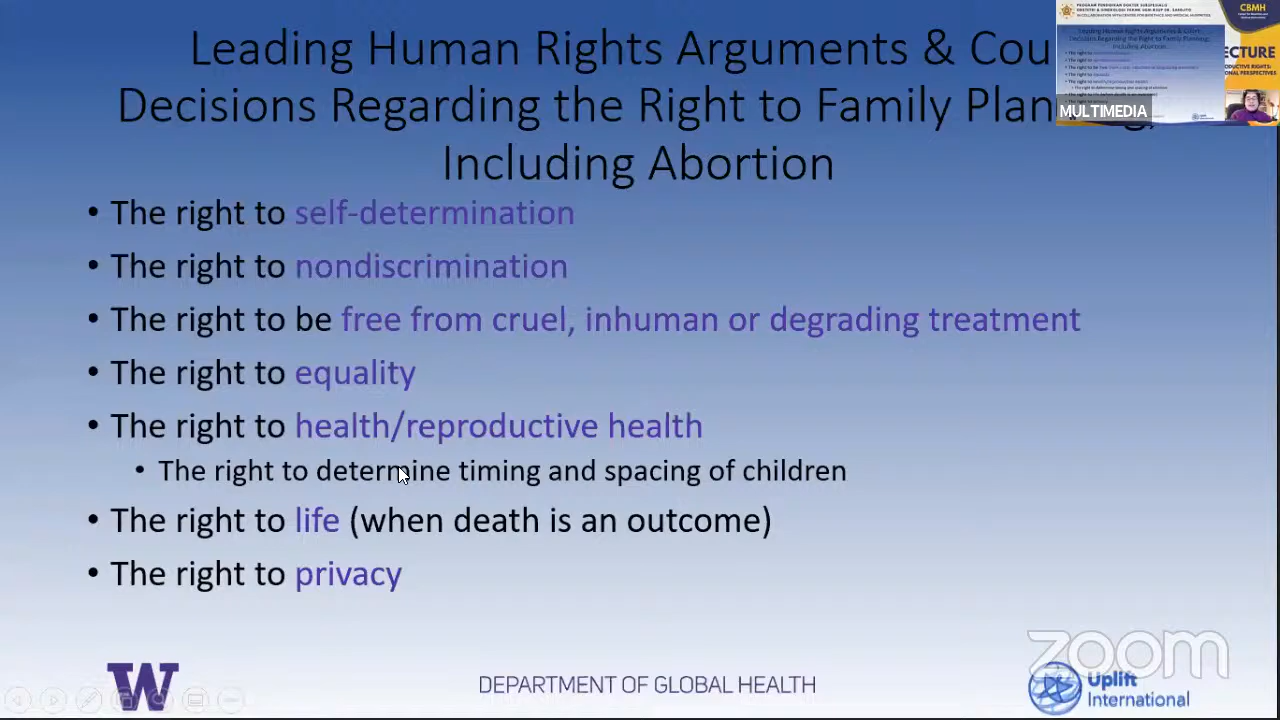 Leading Human Rights Arguments & Cou
Decisions Regarding the Right to Family Planning,
Including Abortion
• The right to self-determination
• The right to nondiscrimination
• The right to be free from cruel, inhuman or degrading treatment
• The right to equality
• The right to health/reproductive health
• The right to determine timing and spacing of children
• The right to life (when death is an outcome)
• The right to privacy
W
DEPARTMENT OF GLOBAL HEALTH
Uplift
International
zoom
CBMH
ECTURE
MULTIMEDIA